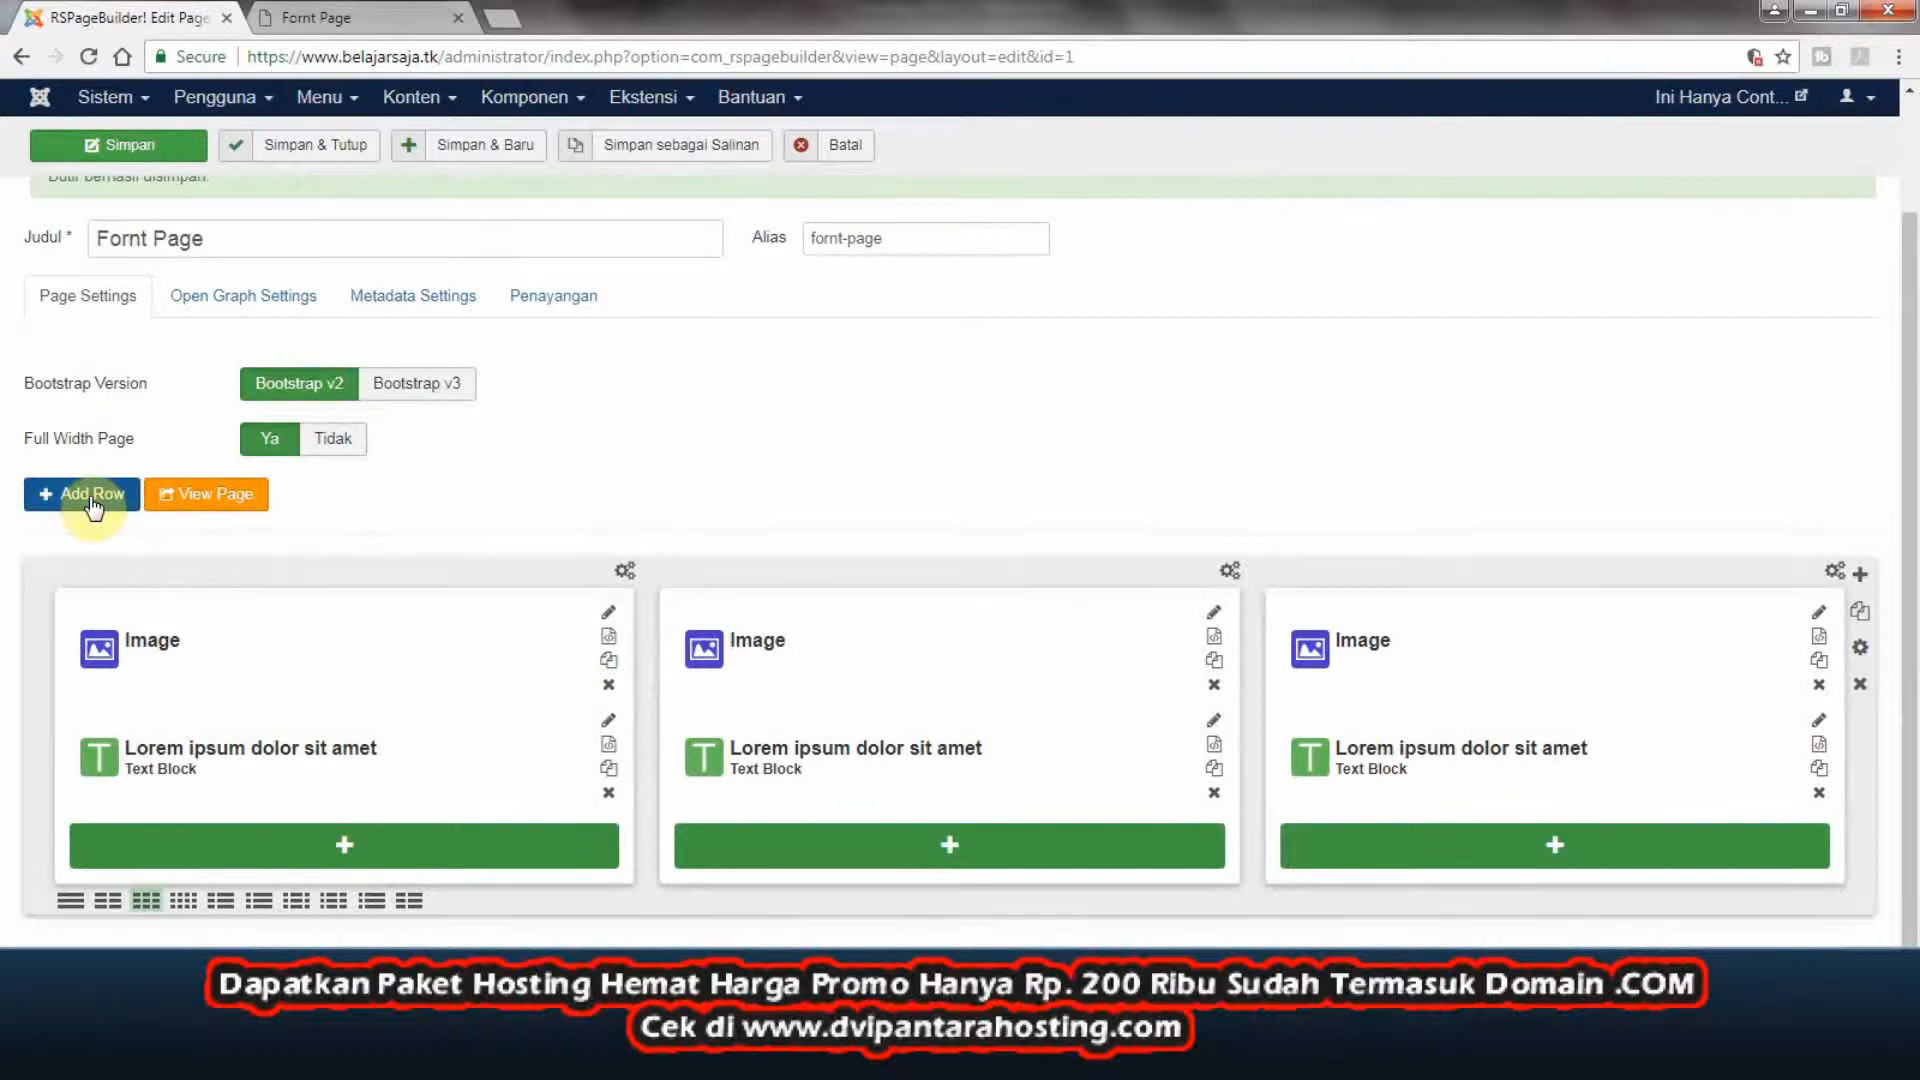 RSPageBuilder! Edit Page
Fornt Page
Secure
https://www.belajarsaja.tk/administrator/index.php?option=com_rspagebuilder&view=page&layout=edit&id=1
Sistem
Pengguna
Menu
Konten
Komponen
Ekstensi
Bantuan
Ini Hanya Cont...
Simpan
Simpan & Tutup
Simpan & Baru
Simpan sebagai Salinan
Batal
Butir berhasil disimpan.
Judul *
Fornt Page
Alias
fornt-page
Page Settings
Open Graph Settings
Metadata Settings
Penayangan
Bootstrap Version
Bootstrap v2
Bootstrap v3
Full Width Page
Ya
Tidak
Add Row
View Page
Image
Image
Image
Lorem ipsum dolor sit amet
Text Block
Lorem ipsum dolor sit amet
Text Block
Lorem ipsum dolor sit amet
Text Block
Dapatkan Paket Hosting Hemat Harga Promo Hanya Rp. 200 Ribu Sudah Termasuk Domain .COM
Cek di www.dvipantarahosting.com